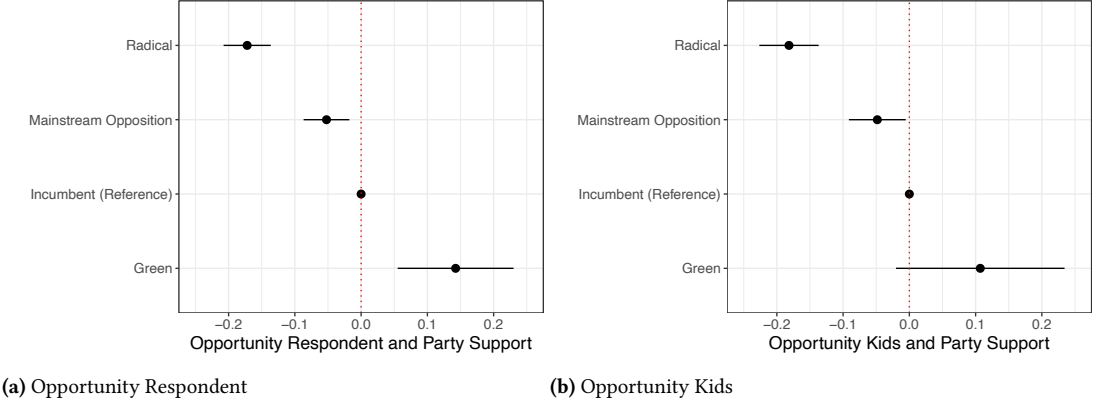 Radical
Mainstream Opposition
Incumbent (Reference)
Green
−0.2 −0.1 0.0 0.1 0.2
Opportunity Respondent and Party Support
(a) Opportunity Respondent
Radical
Mainstream Opposition
Incumbent (Reference)
Green
−0.2 −0.1 0.0 0.1 0.2
Opportunity Kids and Party Support
(b) Opportunity Kids